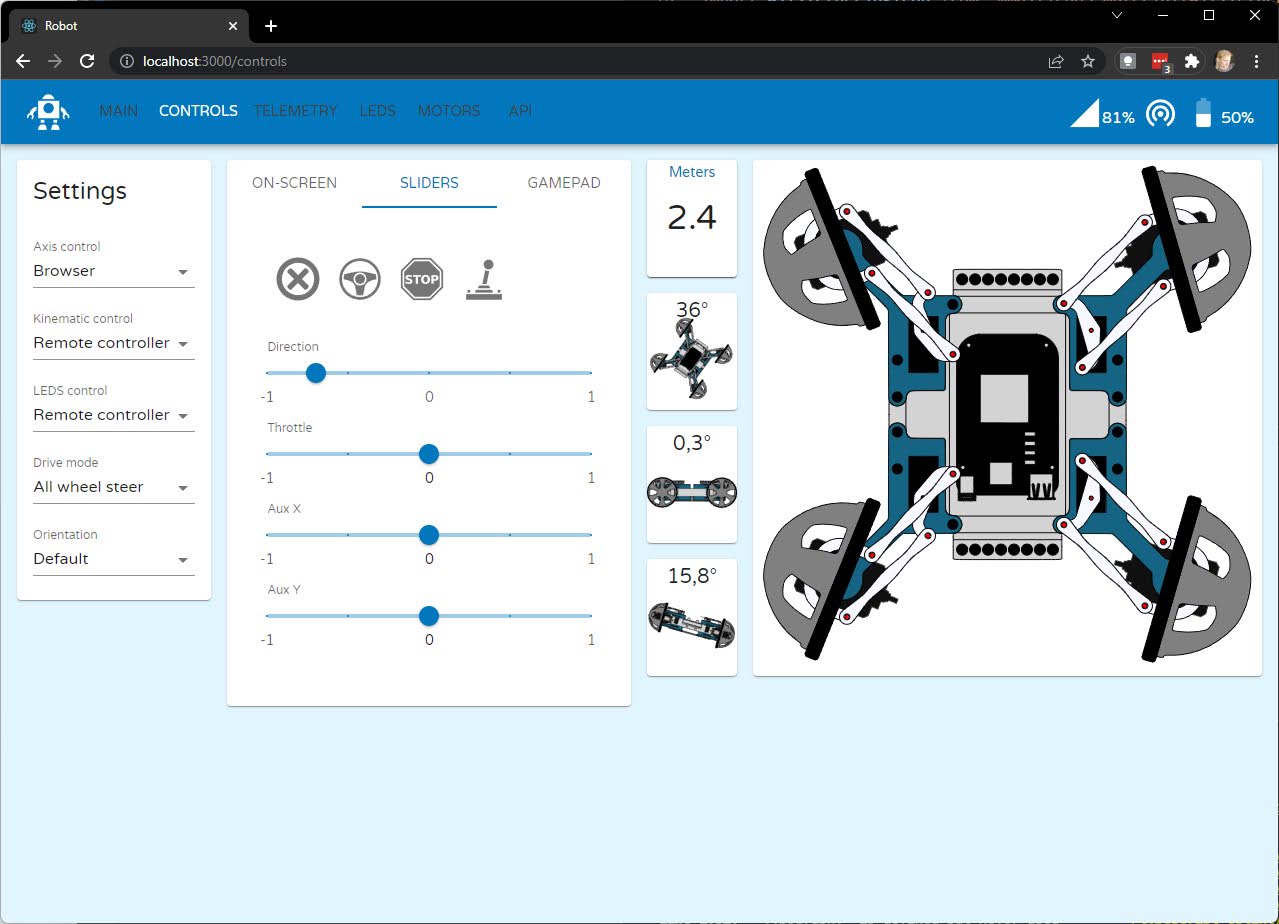 Robot
localhost:3000/controls
3
MAIN CONTROLS TELEMETRY LEDS MOTORS API
81% 50%
Settings
Axis control
Browser
Kinematic control
Remote controller
LEDS control
Remote controller
Drive mode
All wheel steer
Orientation
Default
ON-SCREEN SLIDERS GAMEPAD
STOP
Direction
-1 0 1
Throttle
-1 0 1
Aux X
-1 0 1
Aux Y
-1 0 1
Meters
2.4
36°
0,3°
15,8°